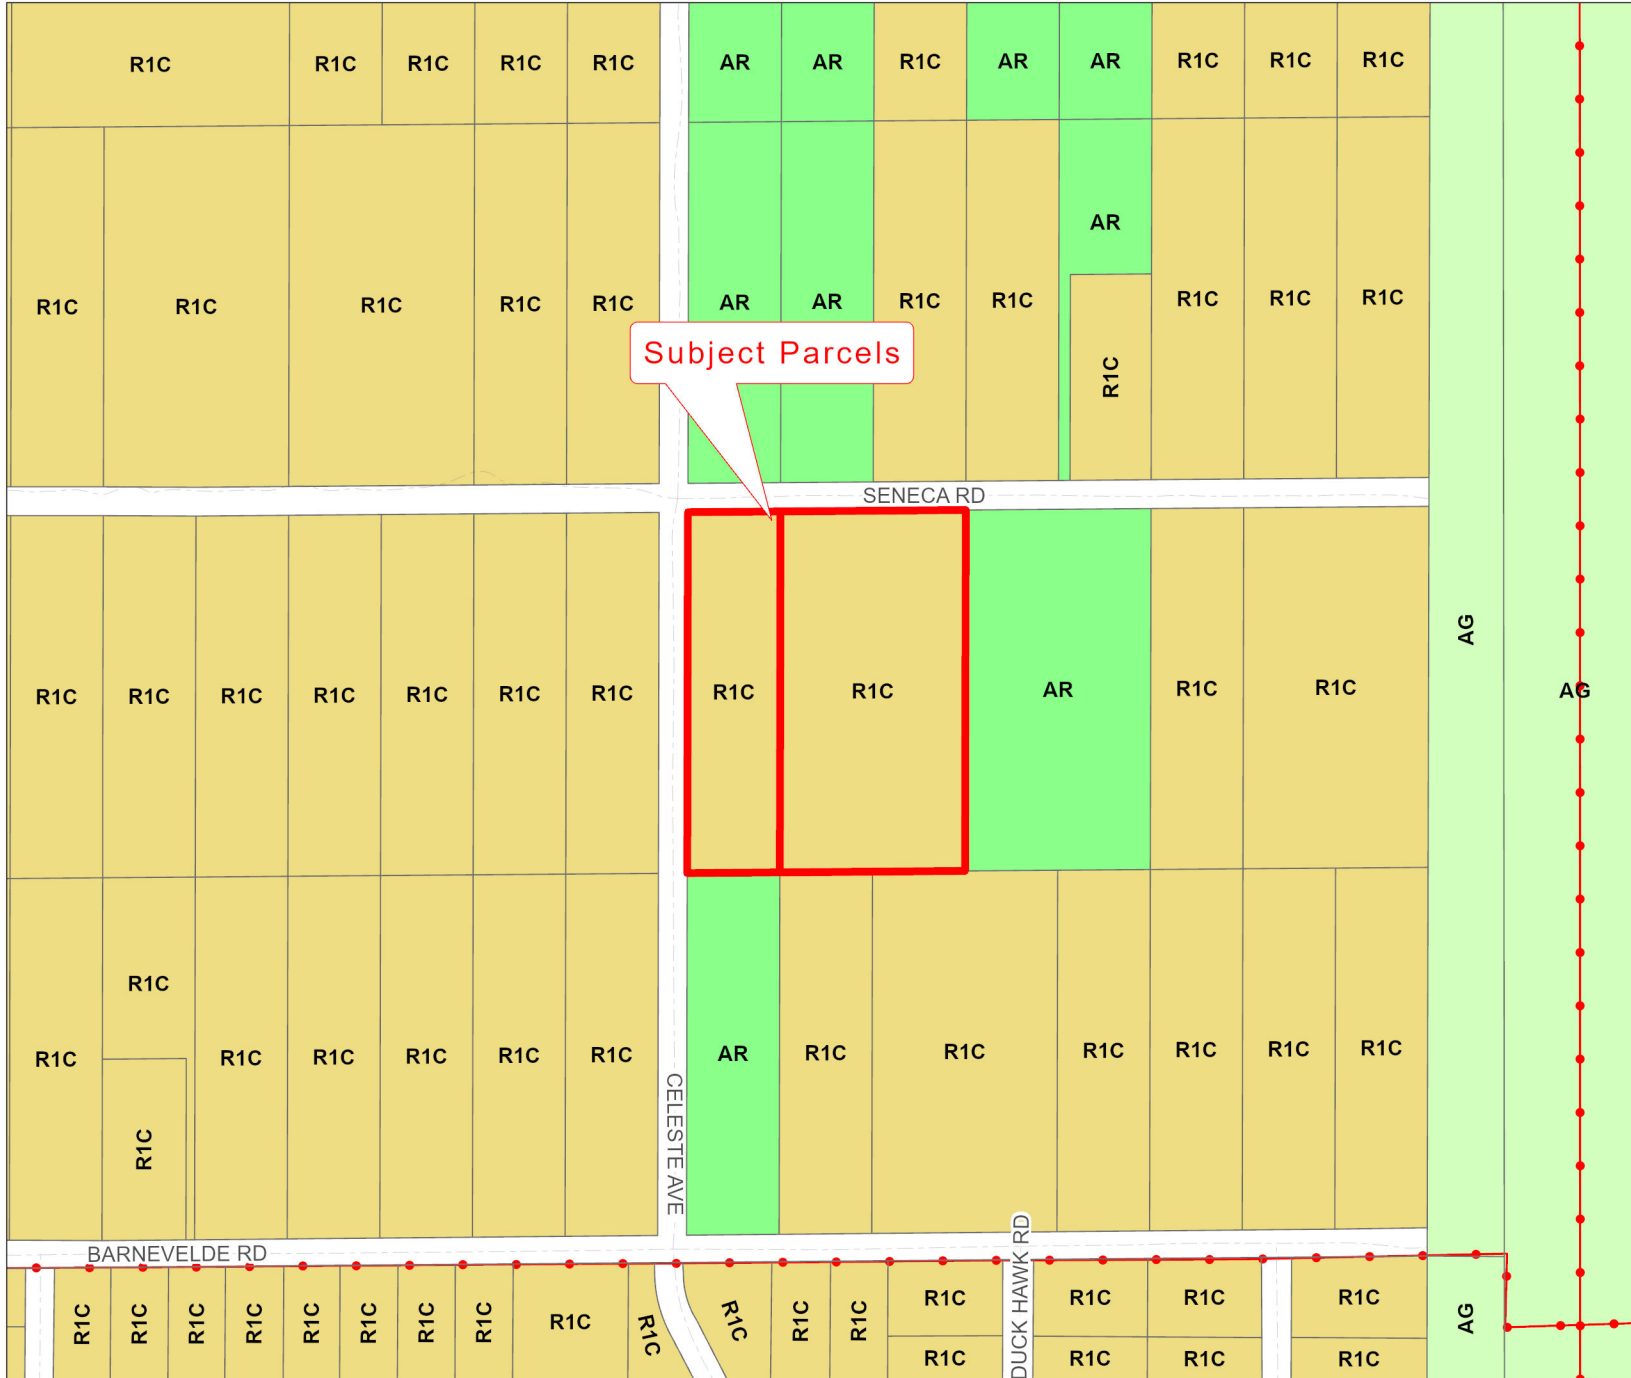 R1C R1C R1C R1C R1C AR AR R1C AR AR R1C R1C R1C
AR
R1C R1C R1C R1C R1C AR AR R1C R1C R1C R1C R1C
Subject Parcels
R1C
SENECA RD
AG
R1C R1C R1C R1C R1C R1C R1C R1C R1C AR R1C R1C AG
R1C
R1C R1C R1C R1C R1C R1C AR R1C R1C R1C R1C R1C R1C
R1C
CELESTE AVE
BARNEVELDE RD
DUCK HAWK RD
R1C R1C R1C R1C
R1C R1C R1C R1C R1C R1C R1C R1C R1C R1C R1C R1C R1C AG
R1C R1C R1C R1C